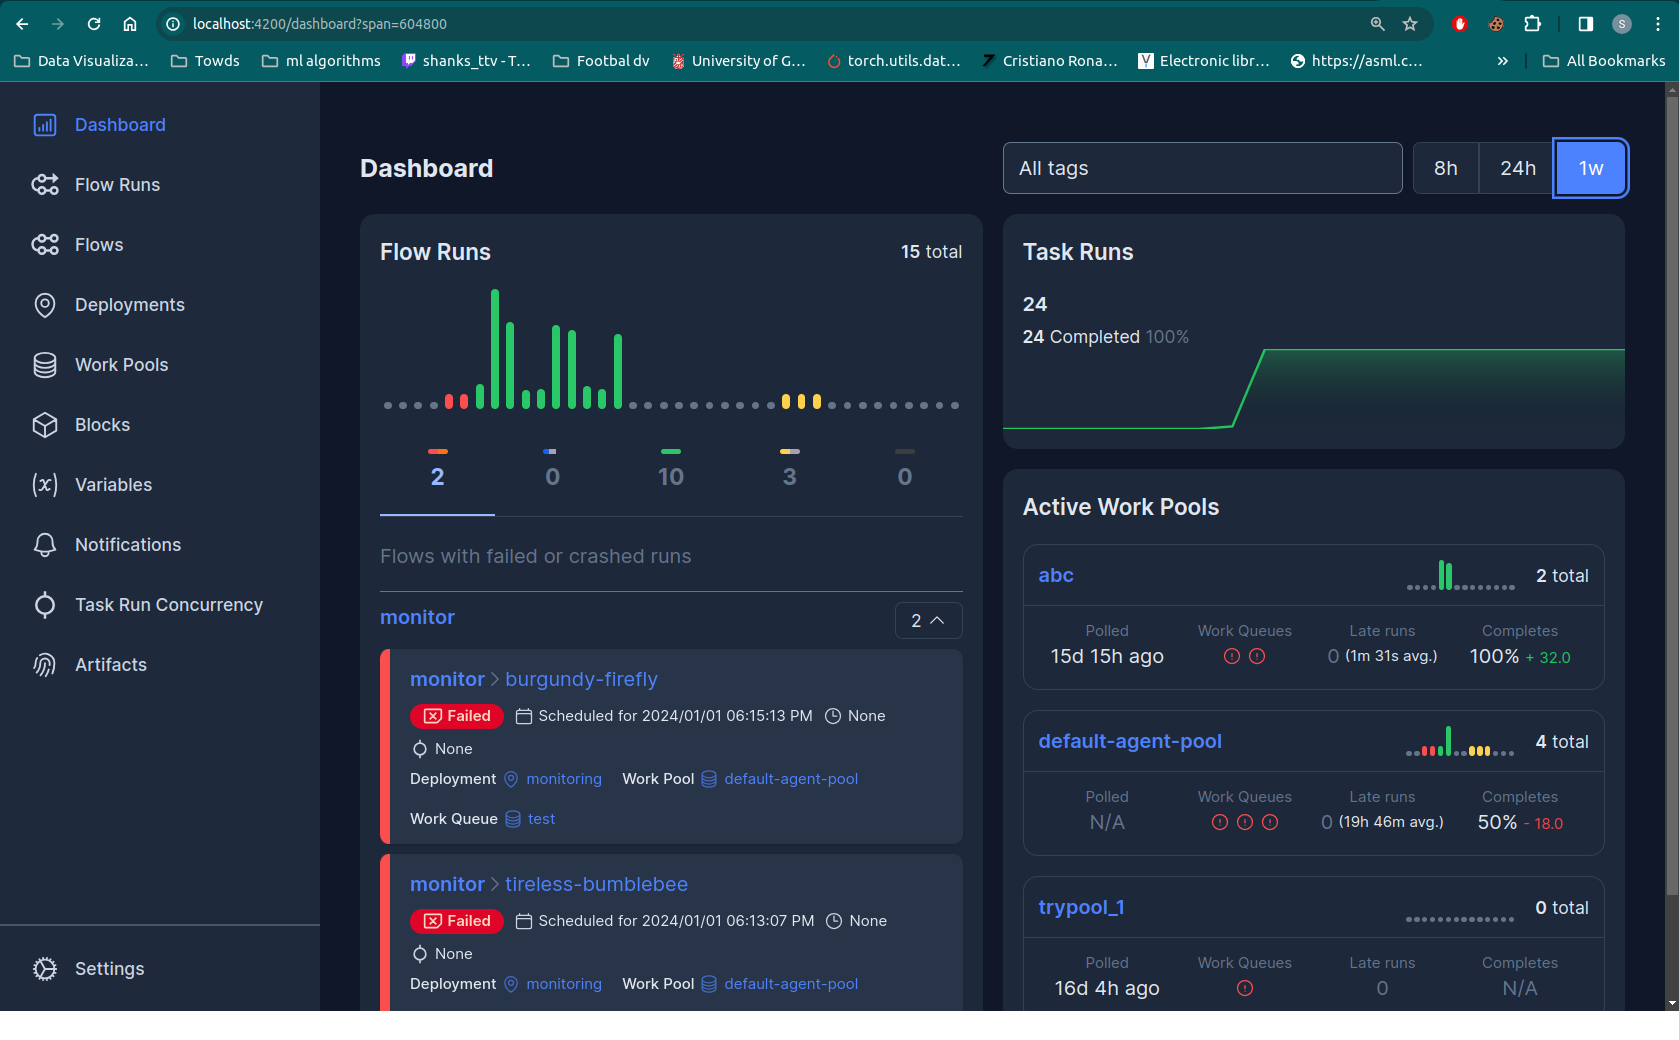 localhost:4200/dashboard?span=604800
S
Data Visualiza...
Towds
ml algorithms
shanks_ttv - T...
Footbal dv
University of G...
torch.utils.dat...
Cristiano Rona...
Electronic libr...
https://asml.c...
»
All Bookmarks
Dashboard
Flow Runs
Flows
Deployments
Work Pools
Blocks
(x) Variables
Notifications
Task Run Concurrency
Artifacts
Settings
Dashboard
All tags
8h
24h
1w
Flow Runs
15 total
2
0
10
3
0
Flows with failed or crashed runs
monitor
2
monitor > burgundy-firefly
Failed Scheduled for 2024/01/01 06:15:13 PM None
None
Deployment monitoring Work Pool default-agent-pool
Work Queue test
monitor > tireless-bumblebee
Failed Scheduled for 2024/01/01 06:13:07 PM None
None
Deployment monitoring Work Pool default-agent-pool
Task Runs
24
24 Completed 100%
Active Work Pools
abc 2 total
Polled Work Queues Late runs Completes
15d 15h ago 0 (1m 31s avg.) 100% + 32.0
default-agent-pool 4 total
Polled Work Queues Late runs Completes
N/A 0 (19h 46m avg.) 50% - 18.0
trypool_1 0 total
Polled Work Queues Late runs Completes
16d 4h ago 0 N/A